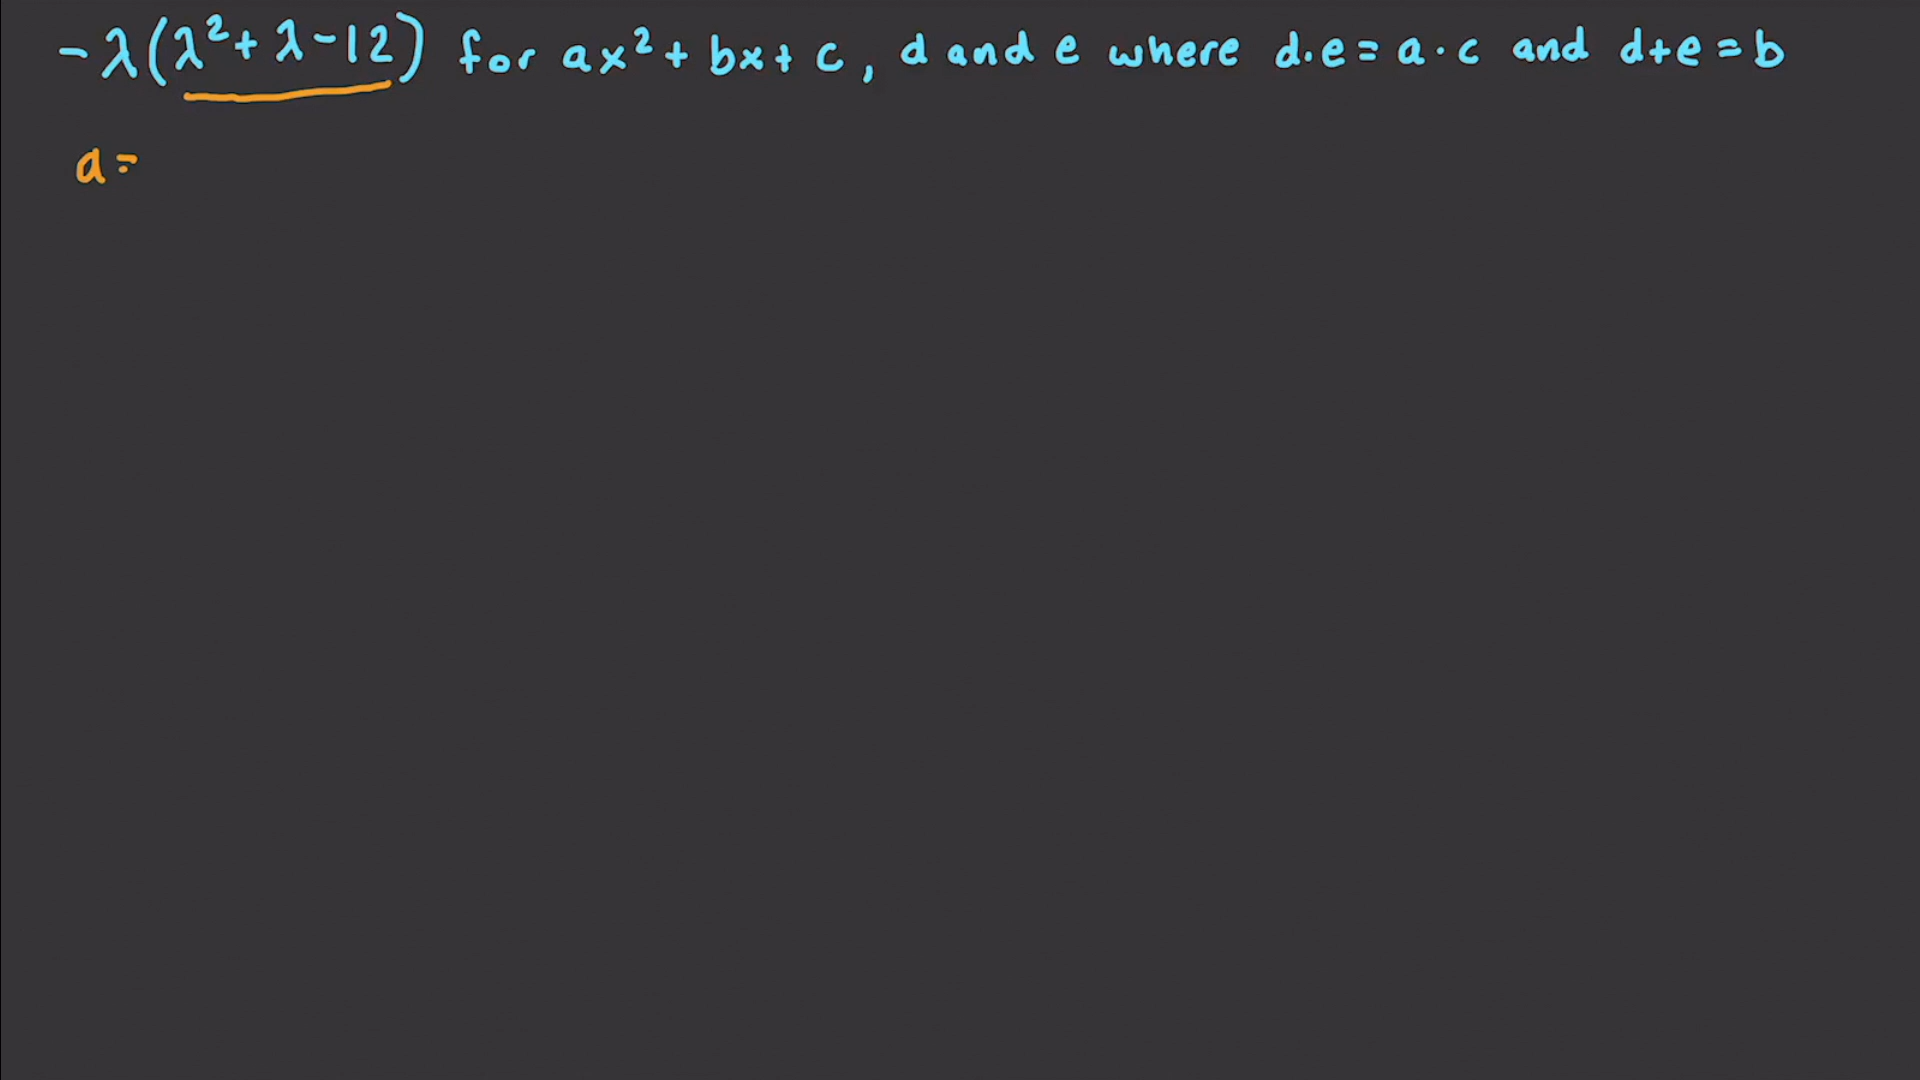 -λ(λ²+λ-12) for ax²+bx+c, d and e where d·e=a·c and d+e=b
a=